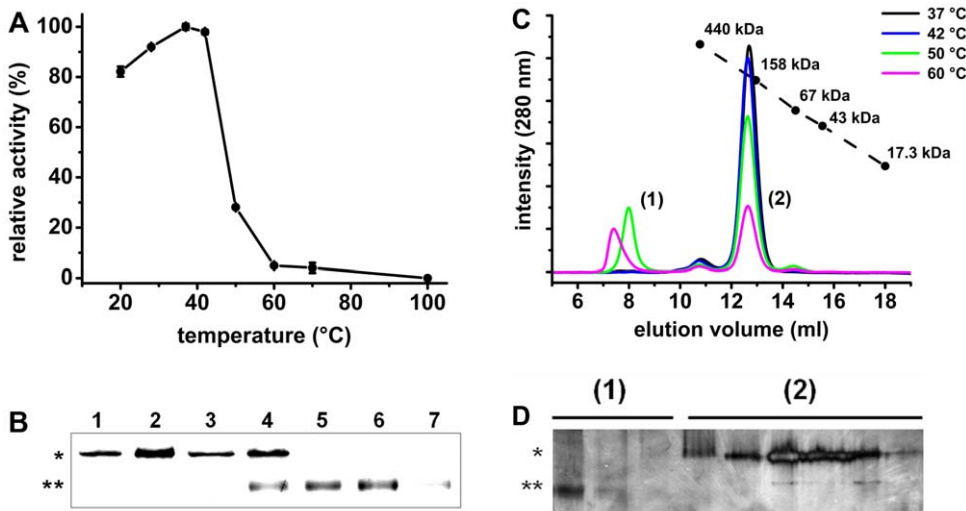 A
relative activity (%)
100
80
60
40
20
0
20 40 60 80 100
temperature (°C)
B
1 2 3 4 5 6 7
*
**
C
37 °C
42 °C
50 °C
60 °C
440 kDa
158 kDa
67 kDa
43 kDa
17.3 kDa
(1)
(2)
intensity (280 nm)
6 8 10 12 14 16 18
elution volume (ml)
D
(1) (2)
*
**